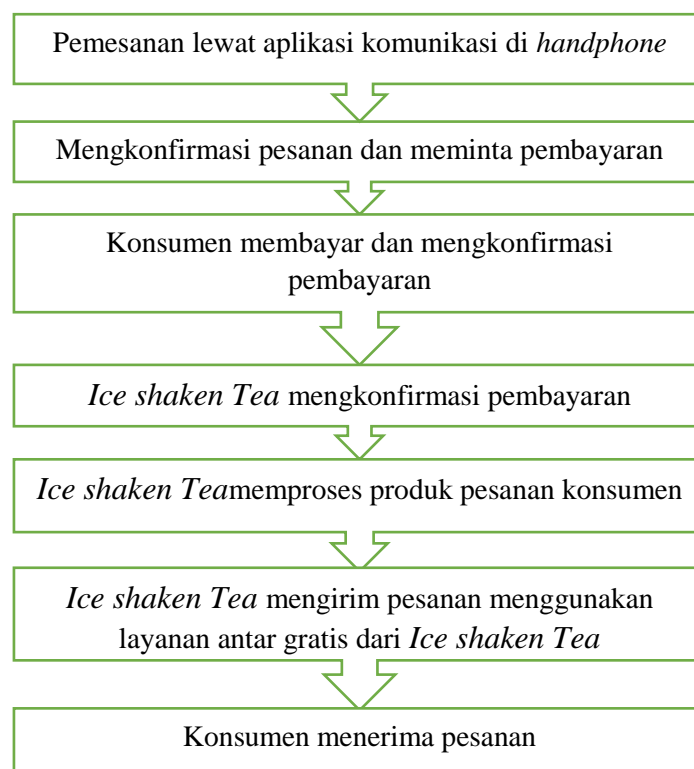 Pemesanan lewat aplikasi komunikasi di handphone
Mengkonfirmasi pesanan dan meminta pembayaran
Konsumen membayar dan mengkonfirmasi
pembayaran
Ice shaken Tea mengkonfirmasi pembayaran
Ice shaken Teamemproses produk pesanan konsumen
Ice shaken Tea mengirim pesanan menggunakan
layanan antar gratis dari Ice shaken Tea
Konsumen menerima pesanan